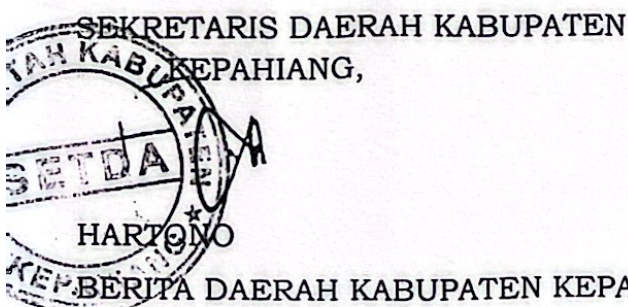 SEKRETARIS DAERAH KABUPATEN
KEPAHIANG,
SETDA
HARTONO
BERITA DAERAH KABUPATEN KEPA